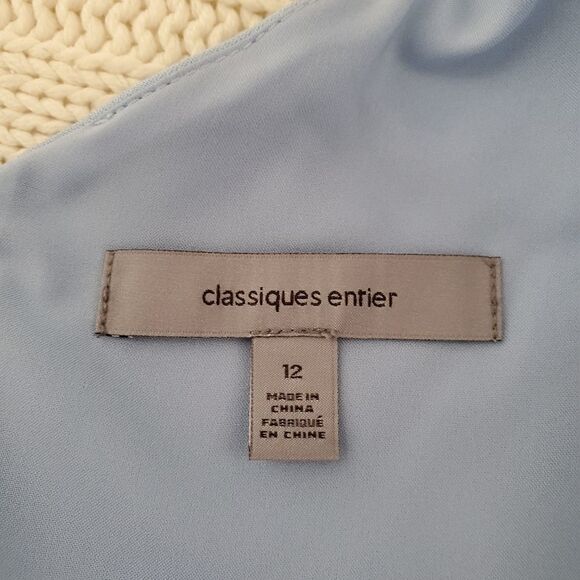 classiques entier
12
MADE IN
CHINA
FABRIQUÉ
EN CHINE